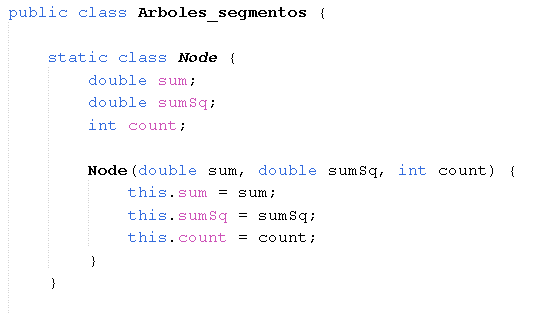 public class Arboles_segmentos {
static class Node {
double sum;
double sumSq;
int count;
Node(double sum, double sumSq, int count) {
this.sum = sum;
this.sumSq = sumSq;
this.count = count;
}
}